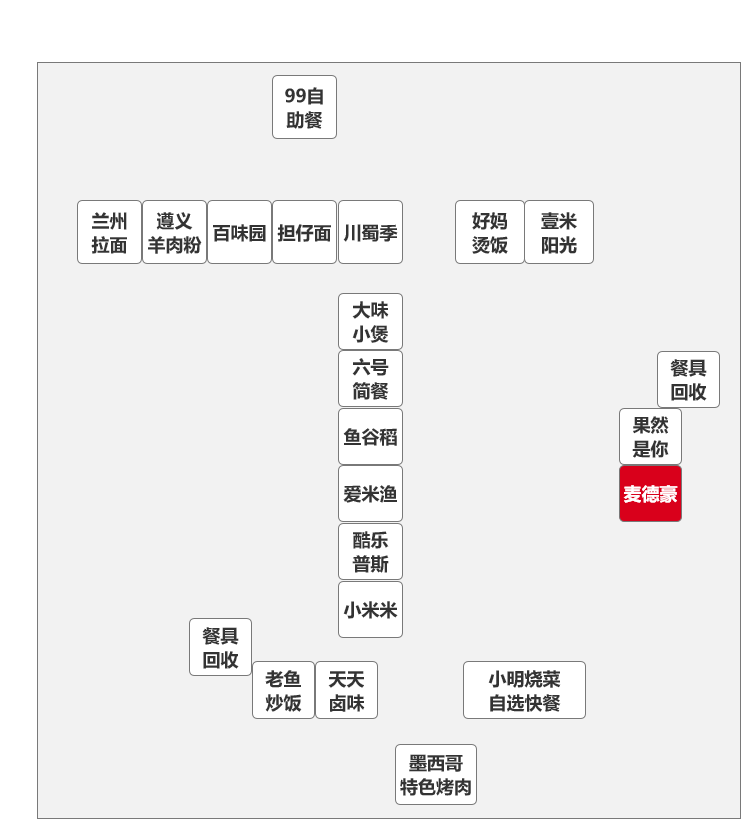 99自
助餐
兰州
拉面
遵义
羊肉粉
百味园
担仔面
川蜀季
好妈
烫饭
壹米
阳光
大味
小煲
六号
简餐
餐具
回收
鱼谷稻
果然
是你
爱米渔
麦德豪
酷乐
普斯
小米米
餐具
回收
老鱼
炒饭
天天
卤味
小明烧菜
自选快餐
墨西哥
特色烤肉